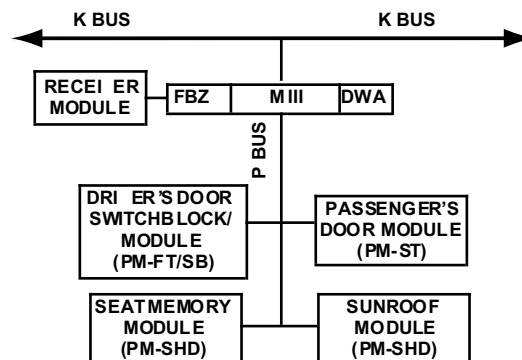 K BUS K BUS
RECEI ER
MODULE
FBZ M III DWA
P BUS
DRI ER'S DOOR
SWITCHBLOCK/
MODULE
(PM-FT/SB)
PASSENGER'S
DOOR MODULE
(PM-ST)
SEAT MEMORY
MODULE
(PM-SHD)
SUNROOF
MODULE
(PM-SHD)